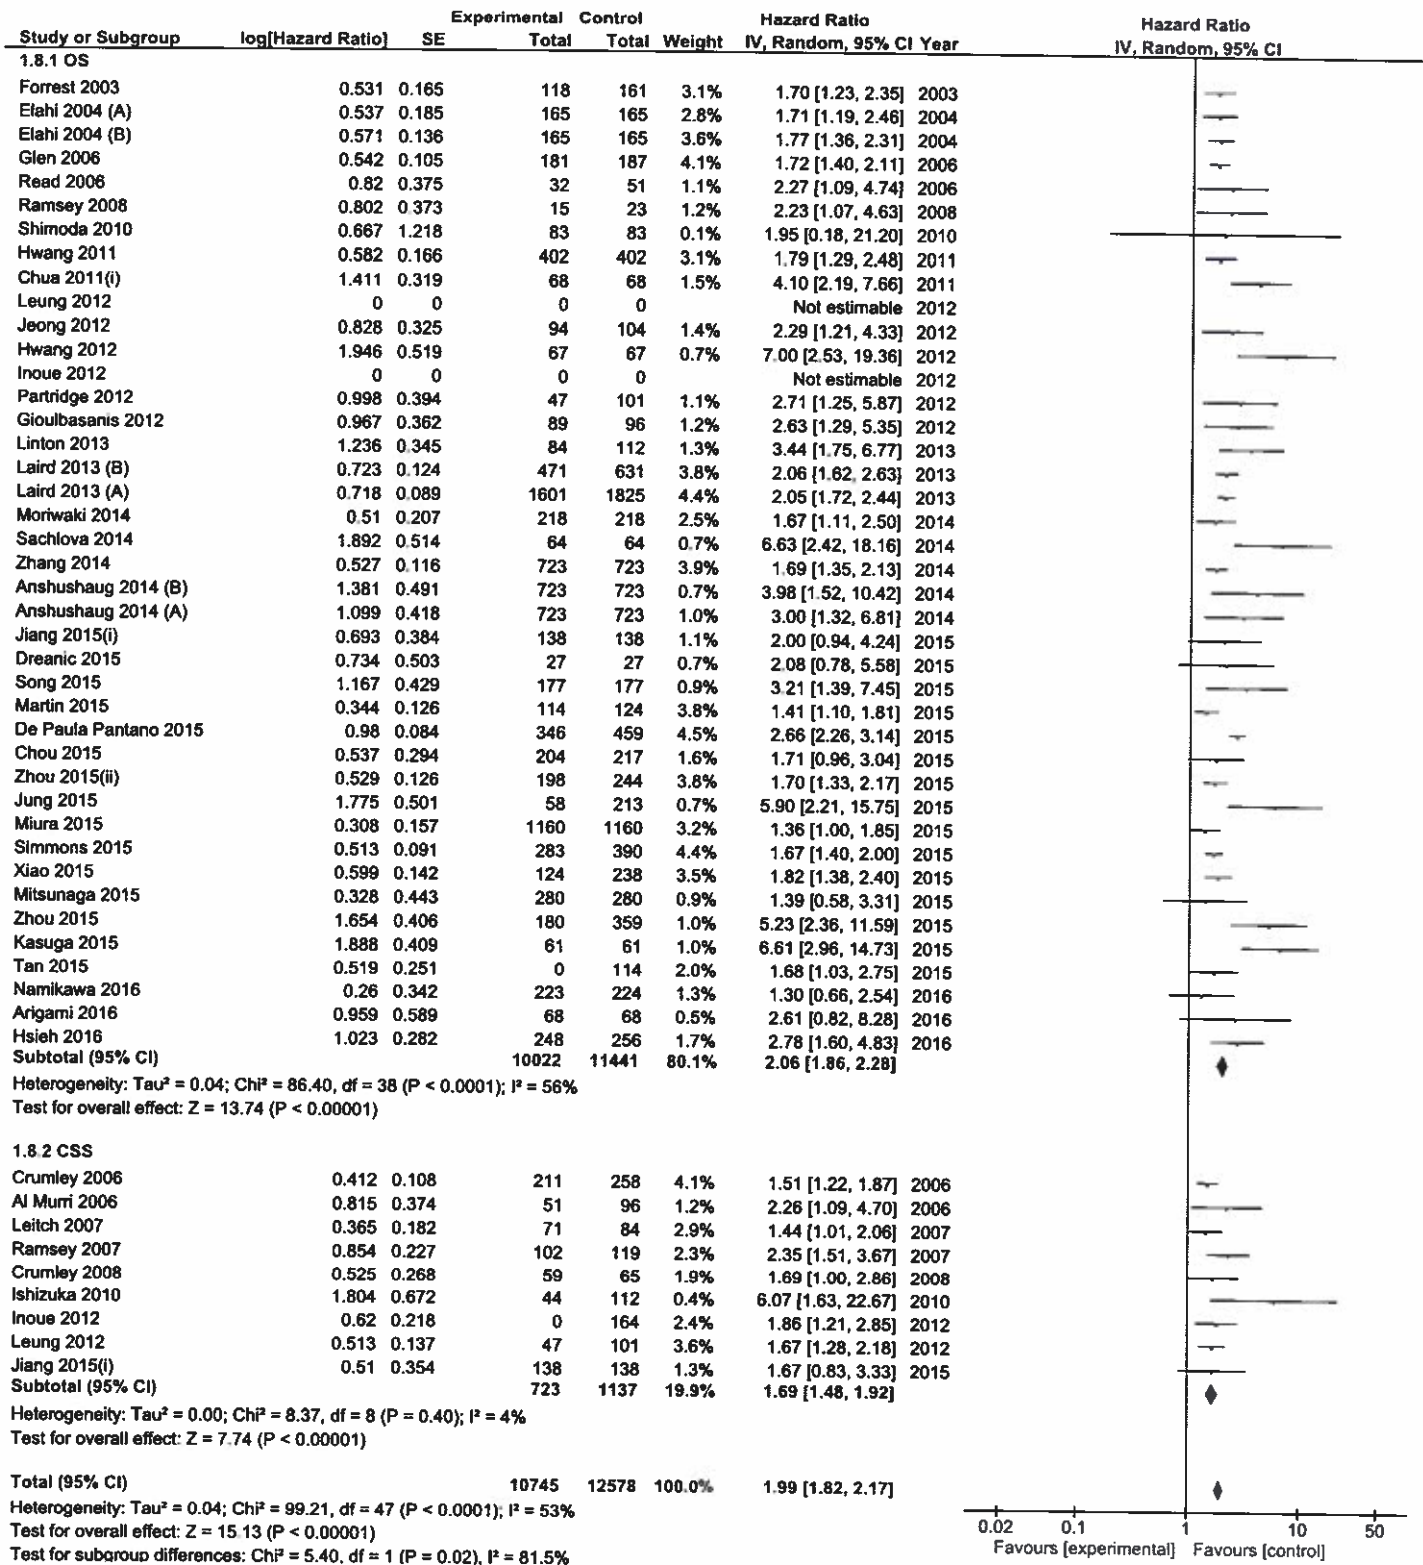 Experimental Control Hazard Ratio Hazard Ratio
Study or Subgroup log[Hazard Ratio] SE Total Total Weight IV, Random, 95% CI Year IV, Random, 95% CI
1.8.1 OS
Forrest 2003 0.531 0.165 118 161 3.1% 1.70 [1.23, 2.35] 2003
Elahi 2004 (A) 0.537 0.185 165 165 2.8% 1.71 [1.19, 2.46] 2004
Elahi 2004 (B) 0.571 0.136 165 165 3.6% 1.77 [1.36, 2.31] 2004
Glen 2006 0.542 0.105 181 187 4.1% 1.72 [1.40, 2.11] 2006
Read 2006 0.82 0.375 32 51 1.1% 2.27 [1.09, 4.74] 2006
Ramsey 2008 0.802 0.373 15 23 1.2% 2.23 [1.07, 4.63] 2008
Shimoda 2010 0.667 1.218 83 83 0.1% 1.95 [0.18, 21.20] 2010
Hwang 2011 0.582 0.166 402 402 3.1% 1.79 [1.29, 2.48] 2011
Chua 2011(i) 1.411 0.319 68 68 1.5% 4.10 [2.19, 7.66] 2011
Leung 2012 0 0 0 0 Not estimable 2012
Jeong 2012 0.828 0.325 94 104 1.4% 2.29 [1.21, 4.33] 2012
Hwang 2012 1.946 0.519 67 67 0.7% 7.00 [2.53, 19.36] 2012
Inoue 2012 0 0 0 0 Not estimable 2012
Partridge 2012 0.998 0.394 47 101 1.1% 2.71 [1.25, 5.87] 2012
Gioulbasanis 2012 0.967 0.362 89 96 1.2% 2.63 [1.29, 5.35] 2012
Linton 2013 1.236 0.345 84 112 1.3% 3.44 [1.75, 6.77] 2013
Laird 2013 (B) 0.723 0.124 471 631 3.8% 2.06 [1.62, 2.63] 2013
Laird 2013 (A) 0.718 0.089 1601 1825 4.4% 2.05 [1.72, 2.44] 2013
Moriwaki 2014 0.51 0.207 218 218 2.5% 1.67 [1.11, 2.50] 2014
Sachlova 2014 1.892 0.514 64 64 0.7% 6.63 [2.42, 18.16] 2014
Zhang 2014 0.527 0.116 723 723 3.9% 1.69 [1.35, 2.13] 2014
Anshushaug 2014 (B) 1.381 0.491 723 723 0.7% 3.98 [1.52, 10.42] 2014
Anshushaug 2014 (A) 1.099 0.418 723 723 1.0% 3.00 [1.32, 6.81] 2014
Jiang 2015(i) 0.693 0.384 138 138 1.1% 2.00 [0.94, 4.24] 2015
Dreanic 2015 0.734 0.503 27 27 0.7% 2.08 [0.78, 5.58] 2015
Song 2015 1.167 0.429 177 177 0.9% 3.21 [1.39, 7.45] 2015
Martin 2015 0.344 0.126 114 124 3.8% 1.41 [1.10, 1.81] 2015
De Paula Pantano 2015 0.98 0.084 346 459 4.5% 2.66 [2.26, 3.14] 2015
Chou 2015 0.537 0.294 204 217 1.6% 1.71 [0.96, 3.04] 2015
Zhou 2015(ii) 0.529 0.126 198 244 3.8% 1.70 [1.33, 2.17] 2015
Jung 2015 1.775 0.501 58 213 0.7% 5.90 [2.21, 15.75] 2015
Miura 2015 0.308 0.157 1160 1160 3.2% 1.36 [1.00, 1.85] 2015
Simmons 2015 0.513 0.091 283 390 4.4% 1.67 [1.40, 2.00] 2015
Xiao 2015 0.599 0.142 124 238 3.5% 1.82 [1.38, 2.40] 2015
Mitsunaga 2015 0.328 0.443 280 280 0.9% 1.39 [0.58, 3.31] 2015
Zhou 2015 1.654 0.406 180 359 1.0% 5.23 [2.36, 11.59] 2015
Kasuga 2015 1.888 0.409 61 61 1.0% 6.61 [2.96, 14.73] 2015
Tan 2015 0.519 0.251 0 114 2.0% 1.68 [1.03, 2.75] 2015
Namikawa 2016 0.26 0.342 223 224 1.3% 1.30 [0.66, 2.54] 2016
Arigami 2016 0.959 0.589 68 68 0.5% 2.61 [0.82, 8.28] 2016
Hsieh 2016 1.023 0.282 248 256 1.7% 2.78 [1.60, 4.83] 2016
Subtotal (95% CI) 10022 11441 80.1% 2.06 [1.86, 2.28]
Heterogeneity: Tau² = 0.04; Chi² = 86.40, df = 38 (P < 0.0001); I² = 56%
Test for overall effect: Z = 13.74 (P < 0.00001)
1.8.2 CSS
Crumley 2006 0.412 0.108 211 258 4.1% 1.51 [1.22, 1.87] 2006
Al Murri 2006 0.815 0.374 51 96 1.2% 2.26 [1.09, 4.70] 2006
Leitch 2007 0.365 0.182 71 84 2.9% 1.44 [1.01, 2.06] 2007
Ramsey 2007 0.854 0.227 102 119 2.3% 2.35 [1.51, 3.67] 2007
Crumley 2008 0.525 0.268 59 65 1.9% 1.69 [1.00, 2.86] 2008
Ishizuka 2010 1.804 0.672 44 112 0.4% 6.07 [1.63, 22.67] 2010
Inoue 2012 0.62 0.218 0 164 2.4% 1.86 [1.21, 2.85] 2012
Leung 2012 0.513 0.137 47 101 3.6% 1.67 [1.28, 2.18] 2012
Jiang 2015(i) 0.51 0.354 138 138 1.3% 1.67 [0.83, 3.33] 2015
Subtotal (95% CI) 723 1137 19.9% 1.69 [1.48, 1.92]
Heterogeneity: Tau² = 0.00; Chi² = 8.37, df = 8 (P = 0.40); I² = 4%
Test for overall effect: Z = 7.74 (P < 0.00001)
Total (95% CI) 10745 12578 100.0% 1.99 [1.82, 2.17]
Heterogeneity: Tau² = 0.04; Chi² = 99.21, df = 47 (P < 0.0001); I² = 53%
Test for overall effect: Z = 15.13 (P < 0.00001)
Test for subgroup differences: Chi² = 5.40, df = 1 (P = 0.02), I² = 81.5%
0.02 0.1 1 10 50
Favours [experimental] Favours [control]